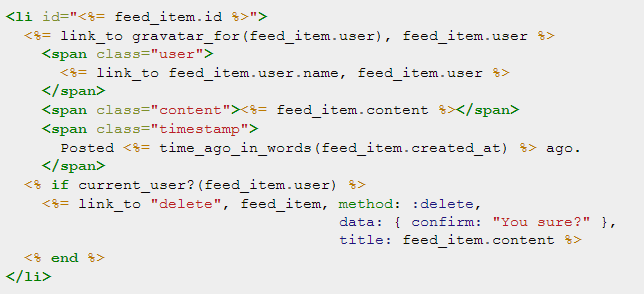 <li id="<%= feed_item.id %>">
  <%= link_to gravatar_for(feed_item.user), feed_item.user %>
    <span class="user">
      <%= link_to feed_item.user.name, feed_item.user %>
    </span>
    <span class="content"><%= feed_item.content %></span>
    <span class="timestamp">
      Posted <%= time_ago_in_words(feed_item.created_at) %> ago.
    </span>
  <% if current_user?(feed_item.user) %>
    <%= link_to "delete", feed_item, method: :delete,
                                     data: { confirm: "You sure?" },
                                     title: feed_item.content %>
  <% end %>
</li>